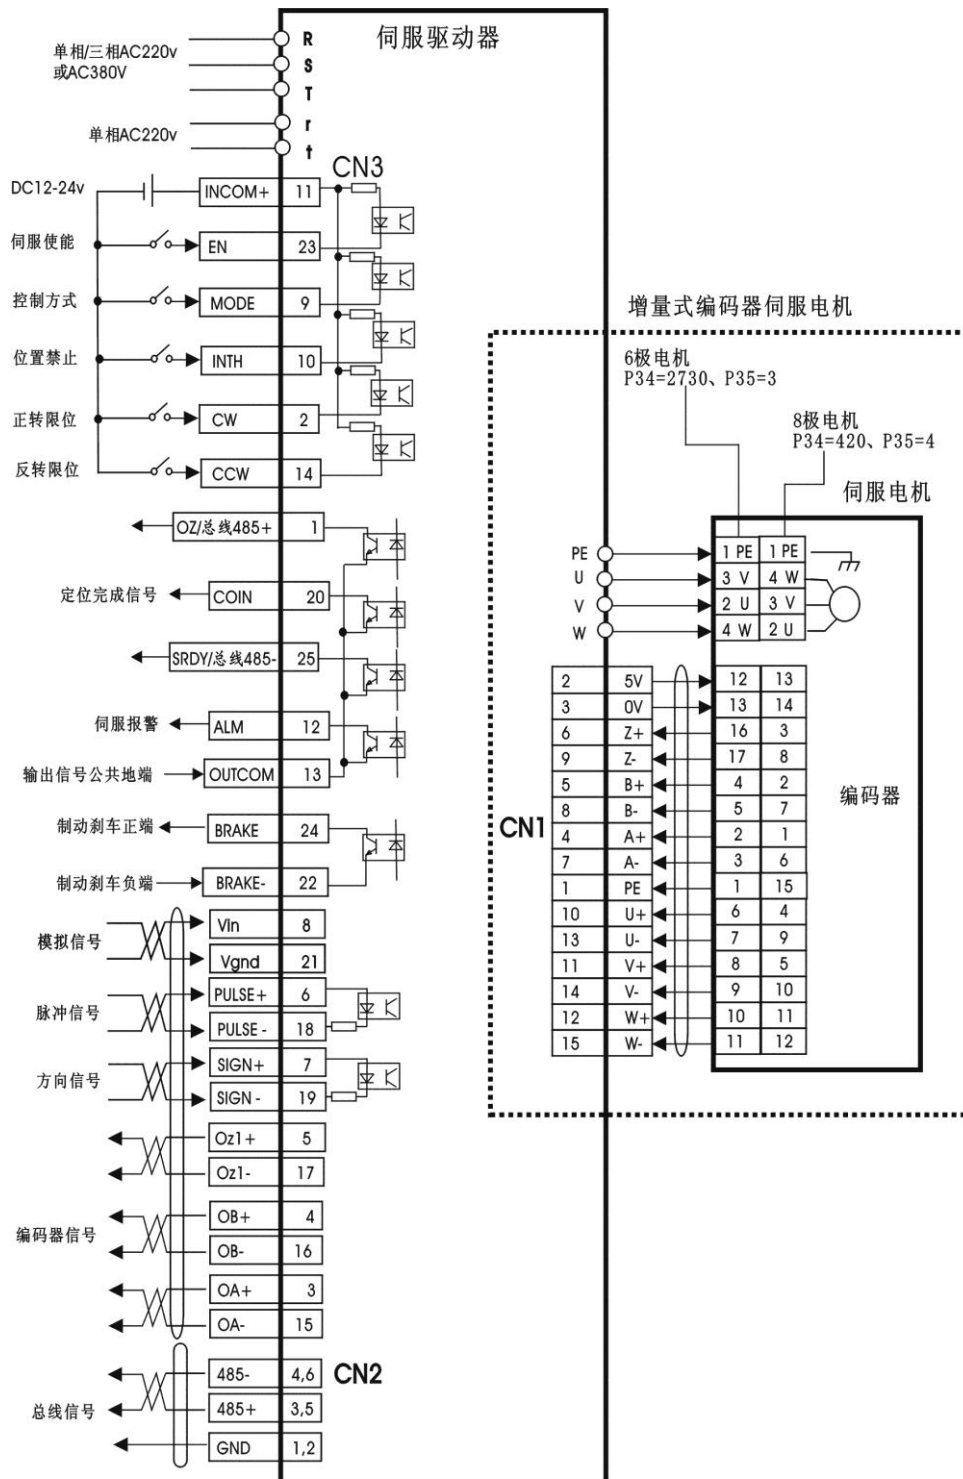 伺服驱动器
单相/三相AC220v
或AC380V
R
S
T
单相AC220v
r
t
CN3
DC12-24v INCOM+ 11
伺服使能 EN 23
控制方式 MODE 9
位置禁止 INTH 10
正转限位 CW 2
反转限位 CCW 14
OZ/总线485+ 1
定位完成信号 COIN 20
SRDY/总线485- 25
伺服报警 ALM 12
输出信号公共地端 OUTCOM 13
制动刹车正端 BRAKE 24
制动刹车负端 BRAKE- 22
模拟信号
Vin 8
Vgnd 21
脉冲信号
PULSE+ 6
PULSE - 18
方向信号
SIGN+ 7
SIGN - 19
Oz1+ 5
Oz1- 17
编码器信号
OB+ 4
OB- 16
OA+ 3
OA- 15
CN2
总线信号
485- 4,6
485+ 3,5
GND 1,2
增量式编码器伺服电机
6极电机
P34=2730、P35=3
8极电机
P34=420、P35=4
伺服电机
PE 1 PE 1 PE
U 3 V 4 W
V 2 U 3 V
W 4 W 2 U
CN1
编码器
2 5V 12 13
3 0V 13 14
6 Z+ 16 3
9 Z- 17 8
5 B+ 4 2
8 B- 5 7
4 A+ 2 1
7 A- 3 6
1 PE 1 15
10 U+ 6 4
13 U- 7 9
11 V+ 8 5
14 V- 9 10
12 W+ 10 11
15 W- 11 12